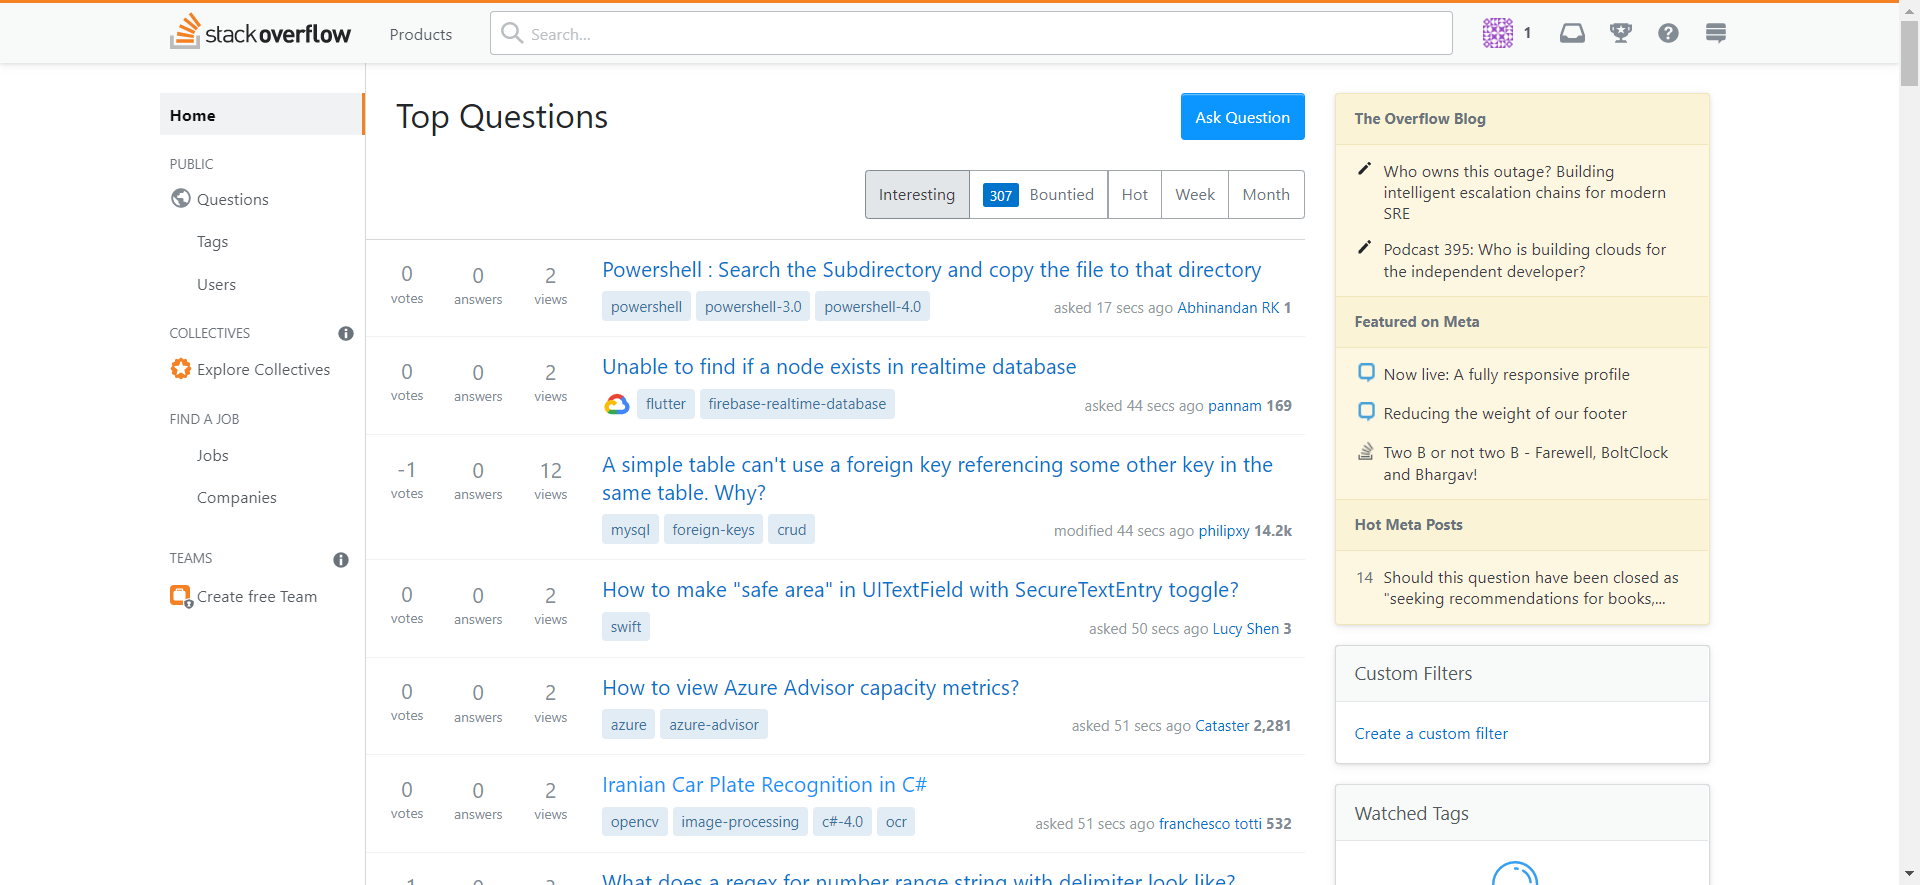 stackoverflow
Products
Search...
1
Home
PUBLIC
Questions
Tags
Users
COLLECTIVES
Explore Collectives
FIND A JOB
Jobs
Companies
TEAMS
Create free Team
Top Questions
Ask Question
Interesting
307 Bountied
Hot
Week
Month
0 votes
0 answers
2 views
Powershell : Search the Subdirectory and copy the file to that directory
powershell powershell-3.0 powershell-4.0
asked 17 secs ago Abhinandan RK 1
0 votes
0 answers
2 views
Unable to find if a node exists in realtime database
flutter firebase-realtime-database
asked 44 secs ago pannam 169
-1 votes
0 answers
12 views
A simple table can't use a foreign key referencing some other key in the
same table. Why?
mysql foreign-keys crud
modified 44 secs ago philipxy 14.2k
0 votes
0 answers
2 views
How to make "safe area" in UITextField with SecureTextEntry toggle?
swift
asked 50 secs ago Lucy Shen 3
0 votes
0 answers
2 views
How to view Azure Advisor capacity metrics?
azure azure-advisor
asked 51 secs ago Cataster 2,281
0 votes
0 answers
2 views
Iranian Car Plate Recognition in C#
opencv image-processing c#-4.0 ocr
asked 51 secs ago franchesco totti 532
What does a regex for number range string with delimiter look like?
The Overflow Blog
Who owns this outage? Building
intelligent escalation chains for modern
SRE
Podcast 395: Who is building clouds for
the independent developer?
Featured on Meta
Now live: A fully responsive profile
Reducing the weight of our footer
Two B or not two B - Farewell, BoltClock
and Bhargav!
Hot Meta Posts
14 Should this question have been closed as
"seeking recommendations for books,...
Custom Filters
Create a custom filter
Watched Tags